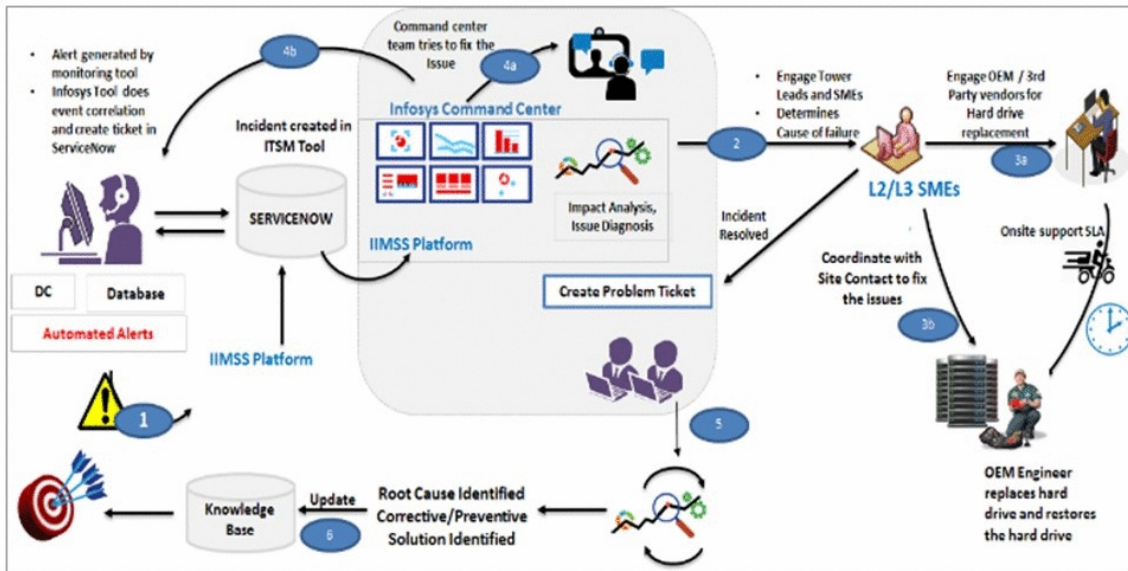 • Alert generated by
monitoring tool
• Infosys Tool does
event correlation
and create ticket in
ServiceNow
4b
Command center
team tries to fix the
Issue
4a
Infosys Command Center
Incident created in
ITSM Tool
SERVICENOW
IIMSS Platform
Impact Analysis,
Issue Diagnosis
2
• Engage Tower
Leads and SMEs
• Determines
Cause of failure
L2/L3 SMEs
Engage OEM / 3rd
Party vendors for
Hard drive
replacement
3a
Incident
Resolved
Onsite support SLA
Coordinate with
Site Contact to fix
the issues
3b
Create Problem Ticket
DC
Database
Automated Alerts
IIMSS Platform
1
5
OEM Engineer
replaces hard
drive and restores
the hard drive
Root Cause Identified
Corrective/Preventive
Solution Identified
Update
6
Knowledge
Base